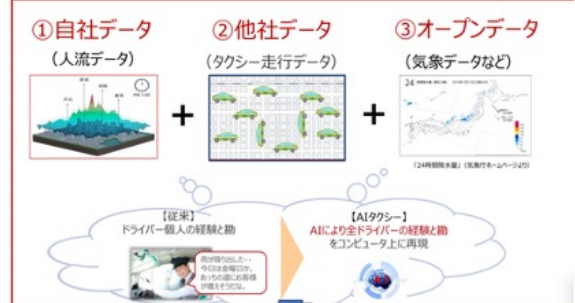 ①自社データ
②他社データ
③オープンデータ
(人流データ)
(タクシー走行データ)
(気象データなど)
+
+
24
「24時間降水量」(気象庁ホームページより)
【従来】
ドライバー個人の経験と勘
【AIタクシー】
AIにより全ドライバーの経験と勘
をコンピュータ上に再現
雨が降り出した・・
今日は金曜日か。
あっちの道にお客様
が増えそうだな。